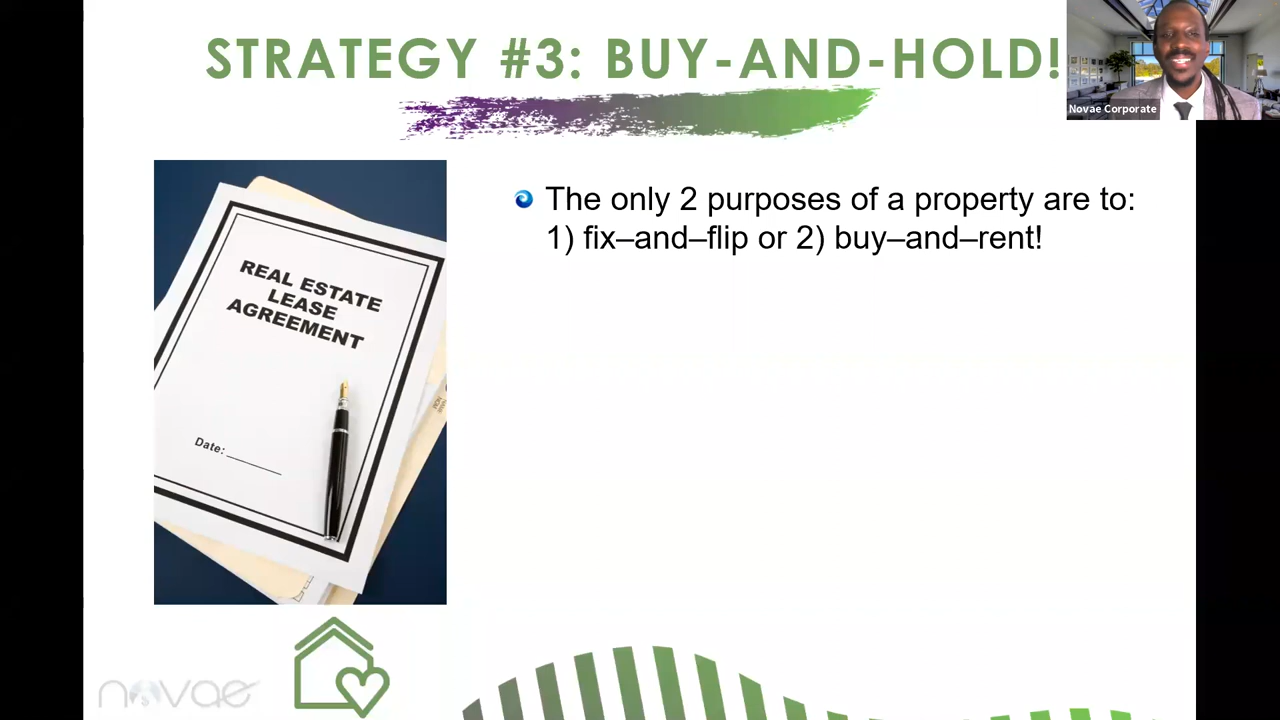 STRATEGY #3: BUY-AND-HOLD!
Novae Corporate
The only 2 purposes of a property are to:
1) fix–and–flip or 2) buy–and–rent!
REAL ESTATE
LEASE
AGREEMENT
Date:
novae